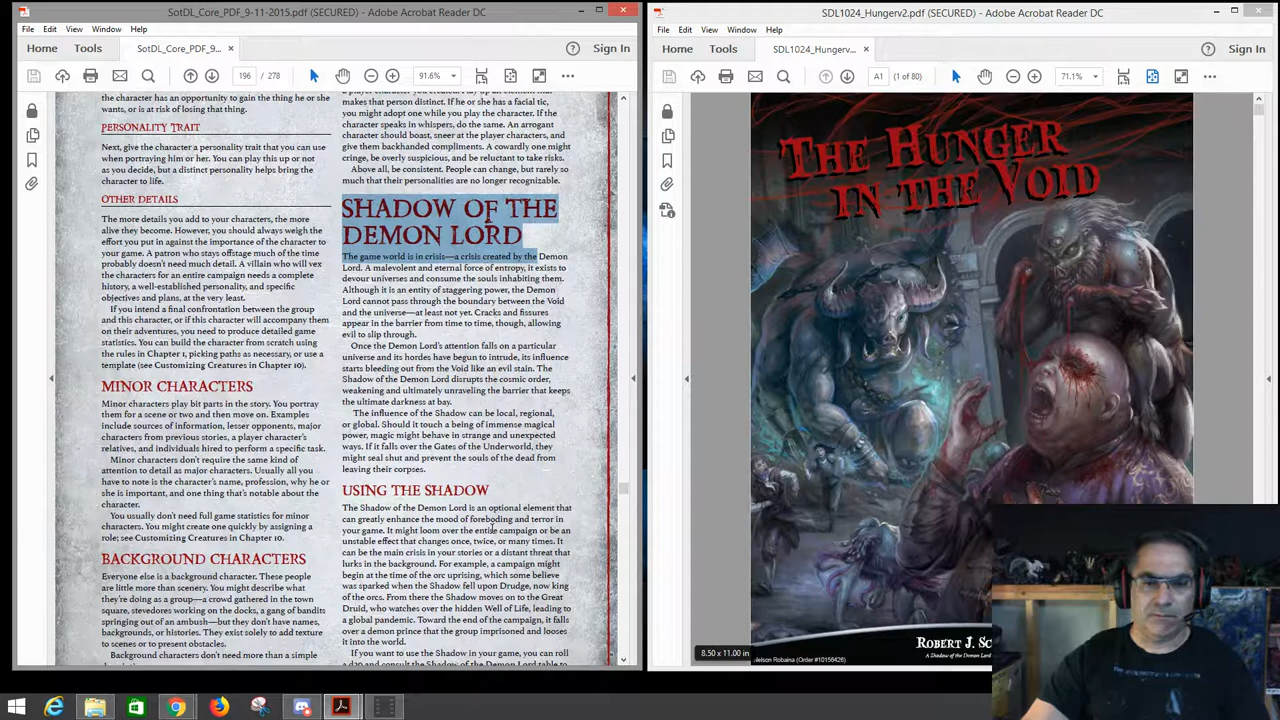 SotDL_Core_PDF_9-11-2015.pdf (SECURED) - Adobe Acrobat Reader DC
File Edit View Window Help
Home Tools SotDL_Core_PDF_9... × Sign In
196 / 278 91.6%
the character has an opportunity to gain the thing he or she
wants, or is at risk of losing that thing.
PERSONALITY TRAIT
Next, give the character a personality trait that you can use
when portraying him or her. You can play this up or not
as you decide, but a distinct personality helps bring the
character to life.
OTHER DETAILS
The more details you add to your characters, the more
alive they become. However, you should always weigh the
effort you put in against the importance of the character to
your game. A patron who stays offstage much of the time
probably doesn't need much detail. A villain who will vex
the characters for an entire campaign needs a complete
history, a well-established personality, and specific
objectives and plans, at the very least.
If you intend a final confrontation between the group
and this character, or if this character will accompany them
on their adventures, you need to produce detailed game
statistics. You can build the character from scratch using
the rules in Chapter 1, picking paths as necessary, or use a
template (see Customizing Creatures in Chapter 10).
MINOR CHARACTERS
Minor characters play bit parts in the story. You portray
them for a scene or two and then move on. Examples
include sources of information, lesser opponents, major
characters from previous stories, a player character's
relatives, and individuals hired to perform a specific task.
Minor characters don't require the same kind of
attention to detail as major characters. Usually all you
have to note is the character's name, profession, why he or
she is important, and one thing that's notable about the
character.
You usually don't need full game statistics for minor
characters. You might create one quickly by assigning a
role; see Customizing Creatures in Chapter 10.
BACKGROUND CHARACTERS
Everyone else is a background character. These people
are little more than scenery. You might describe what
they're doing as a group—a crowd gathered in the town
square, stevedores working on the docks, a gang of bandits
springing out of an ambush—but they don't have names,
backgrounds, or histories. They exist solely to add texture
to scenes or to present obstacles.
Background characters don't need more than a simple
makes that person distinct. If he or she has a facial tic,
you might adopt one while you play the character. If the
character speaks in whispers, do the same. An arrogant
character should boast, sneer at the player characters, and
give them backhanded compliments. A cowardly one might
cringe, be overly suspicious, and be reluctant to take risks.
Above all, be consistent. People can change, but rarely so
much that their personalities are no longer recognizable.
SHADOW OF THE
DEMON LORD
The game world is in crisis—a crisis created by the Demon
Lord. A malevolent and eternal force of entropy, it exists to
devour universes and consume the souls inhabiting them.
Although it is an entity of staggering power, the Demon
Lord cannot pass through the boundary between the Void
and the universe—at least not yet. Cracks and fissures
appear in the barrier from time to time, though, allowing
evil to slip through.
Once the Demon Lord's attention falls on a particular
universe and its hordes have begun to intrude, its influence
starts bleeding out from the Void like an evil stain. The
Shadow of the Demon Lord disrupts the cosmic order,
weakening and ultimately unraveling the barrier that keeps
the ultimate darkness at bay.
The influence of the Shadow can be local, regional,
or global. Should it touch a being of immense magical
power, magic might behave in strange and unexpected
ways. If it falls over the Gates of the Underworld, they
might seal shut and prevent the souls of the dead from
leaving their corpses.
USING THE SHADOW
The Shadow of the Demon Lord is an optional element that
can greatly enhance the mood of foreboding and terror in
your game. It might loom over the entire campaign or be an
unstable effect that changes once, twice, or many times. It
can be the main crisis in your stories or a distant threat that
lurks in the background. For example, a campaign might
begin at the time of the orc uprising, which some believe
was sparked when the Shadow fell upon Drudge, now king
of the orcs. From there the Shadow moves on to the Great
Druid, who watches over the hidden Well of Life, leading to
a global pandemic. Toward the end of the campaign, it falls
over a demon prince that the group imprisoned and looses
it into the world.
If you want to use the Shadow in your game, you can roll
a d20 and consult the Shadow of the Demon Lord table to
SDL1024_Hungerv2.pdf (SECURED) - Adobe Acrobat Reader DC
File Edit View Window Help
Home Tools SDL1024_Hungerv... × Sign In
A1 (1 of 80) 71.1%
THE HUNGER
IN THE VOID
ROBERT J. SC
A Shadow of the Demon Lord
8.50 x 11.00 in
Nelson Robaina (Order #10156426)